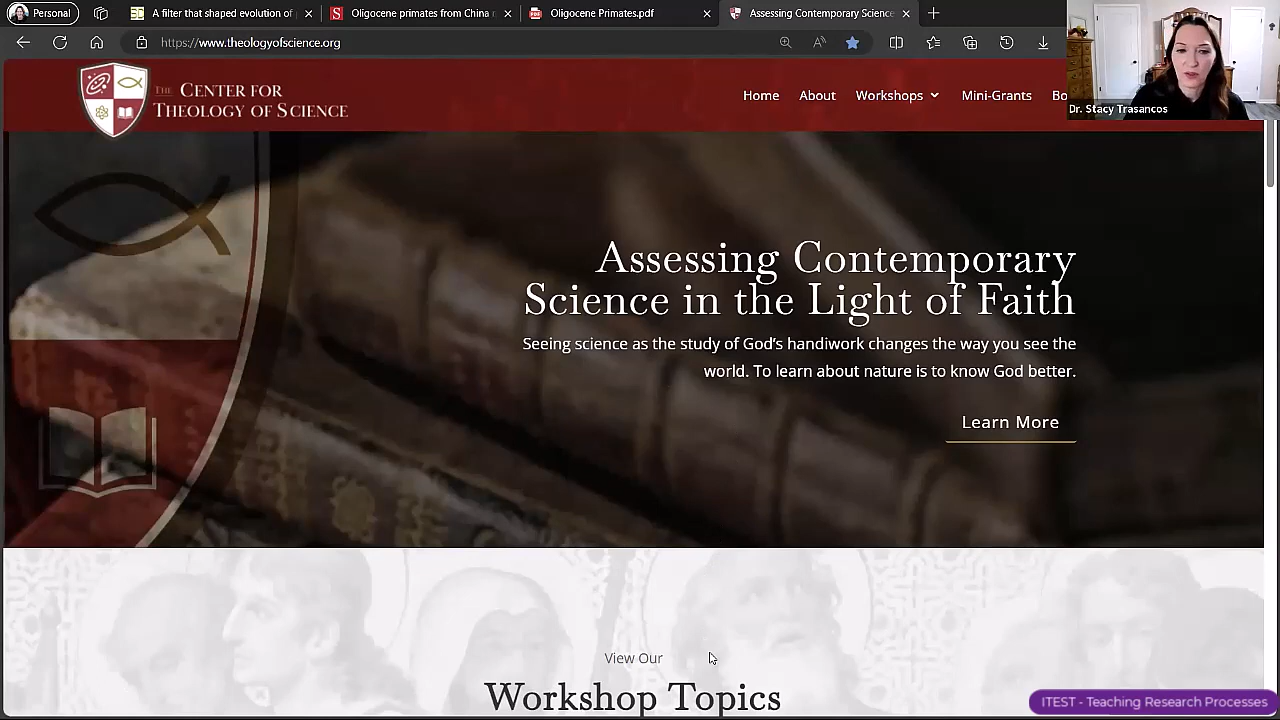 Personal
A filter that shaped evolution of p
Oligocene primates from China r
Oligocene Primates.pdf
Assessing Contemporary Science
https://www.theologyofscience.org
THE CENTER FOR
THEOLOGY OF SCIENCE
Home
About
Workshops
Mini-Grants
Bo
Dr. Stacy Trasancos
Assessing Contemporary
Science in the Light of Faith
Seeing science as the study of God's handiwork changes the way you see the
world. To learn about nature is to know God better.
Learn More
View Our
Workshop Topics
ITEST - Teaching Research Processes